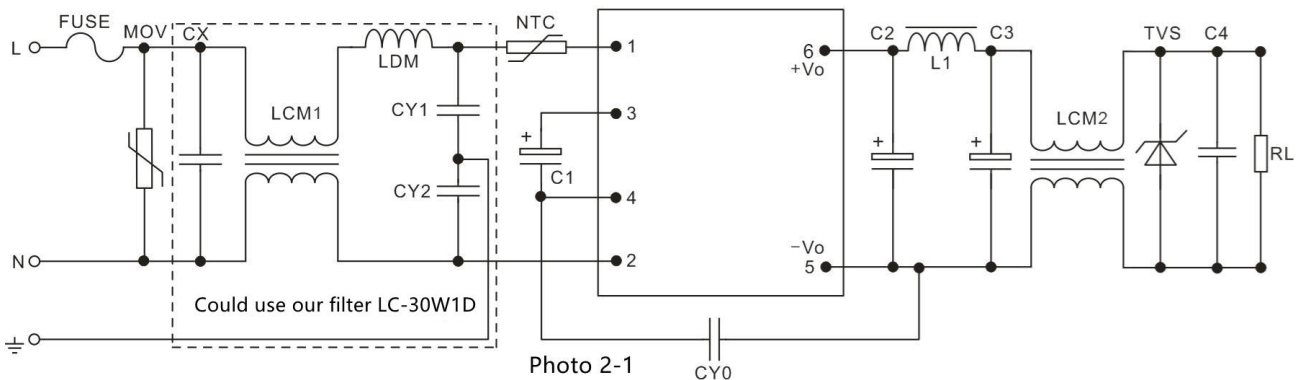 FUSE
MOV
CX
L
LCM1
LDM
CY1
CY2
NTC
1
3
+
C1
4
2
N
Could use our filter LC-30W1D
6
+Vo
−Vo
5
C2
L1
C3
+
+
LCM2
TVS
C4
RL
CY0
Photo 2-1